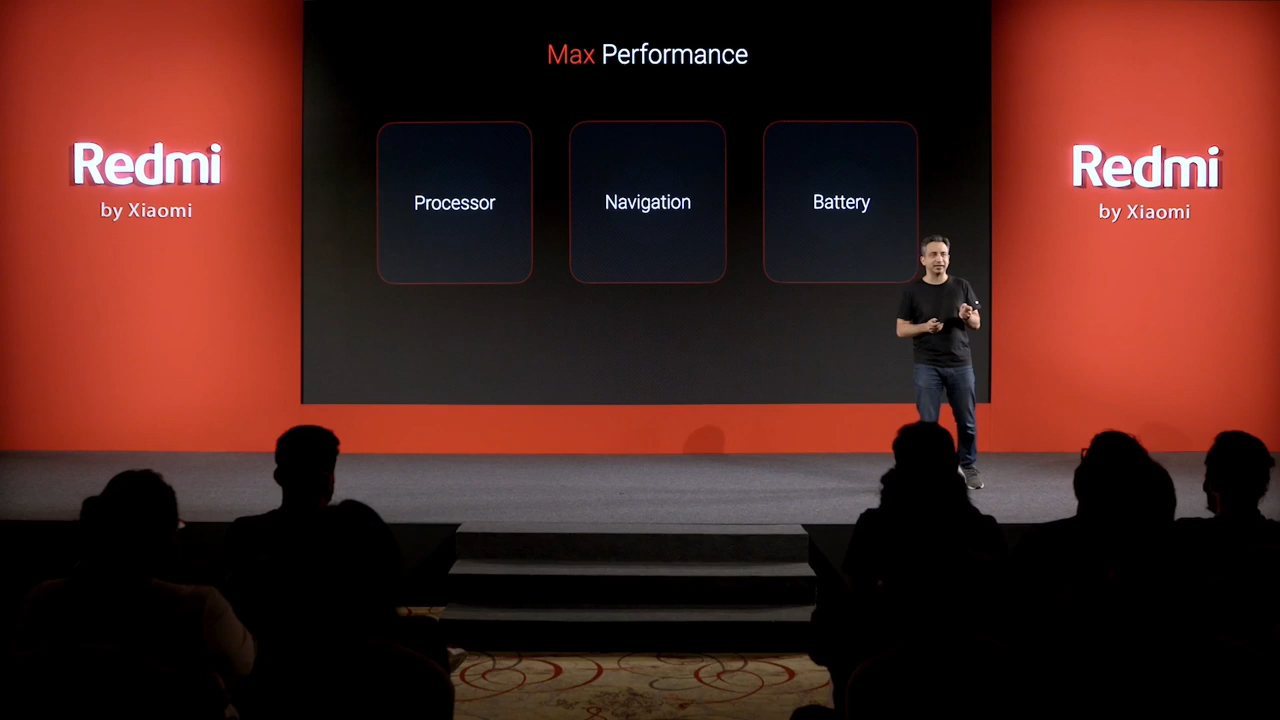 Max Performance
Redmi
by Xiaomi
Processor
Navigation
Battery
Redmi
by Xiaomi